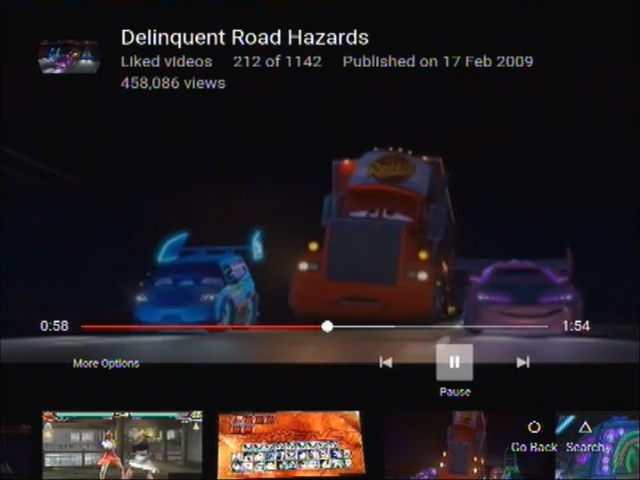 Delinquent Road Hazards
Liked videos 212 of 1142 Published on 17 Feb 2009
458,086 views
0:58 1:54
More Options
Pause
Go Back Search